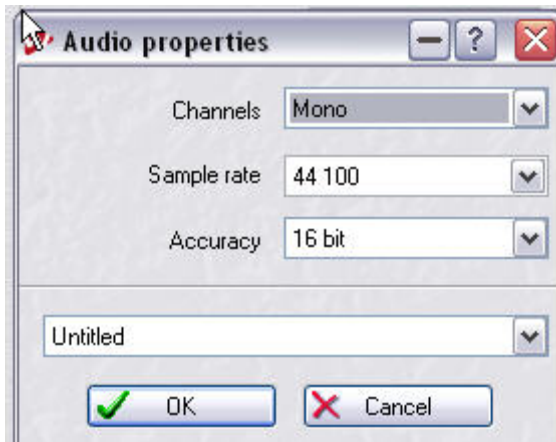 Audio properties
Channels Mono
Sample rate 44 100
Accuracy 16 bit
Untitled
OK Cancel